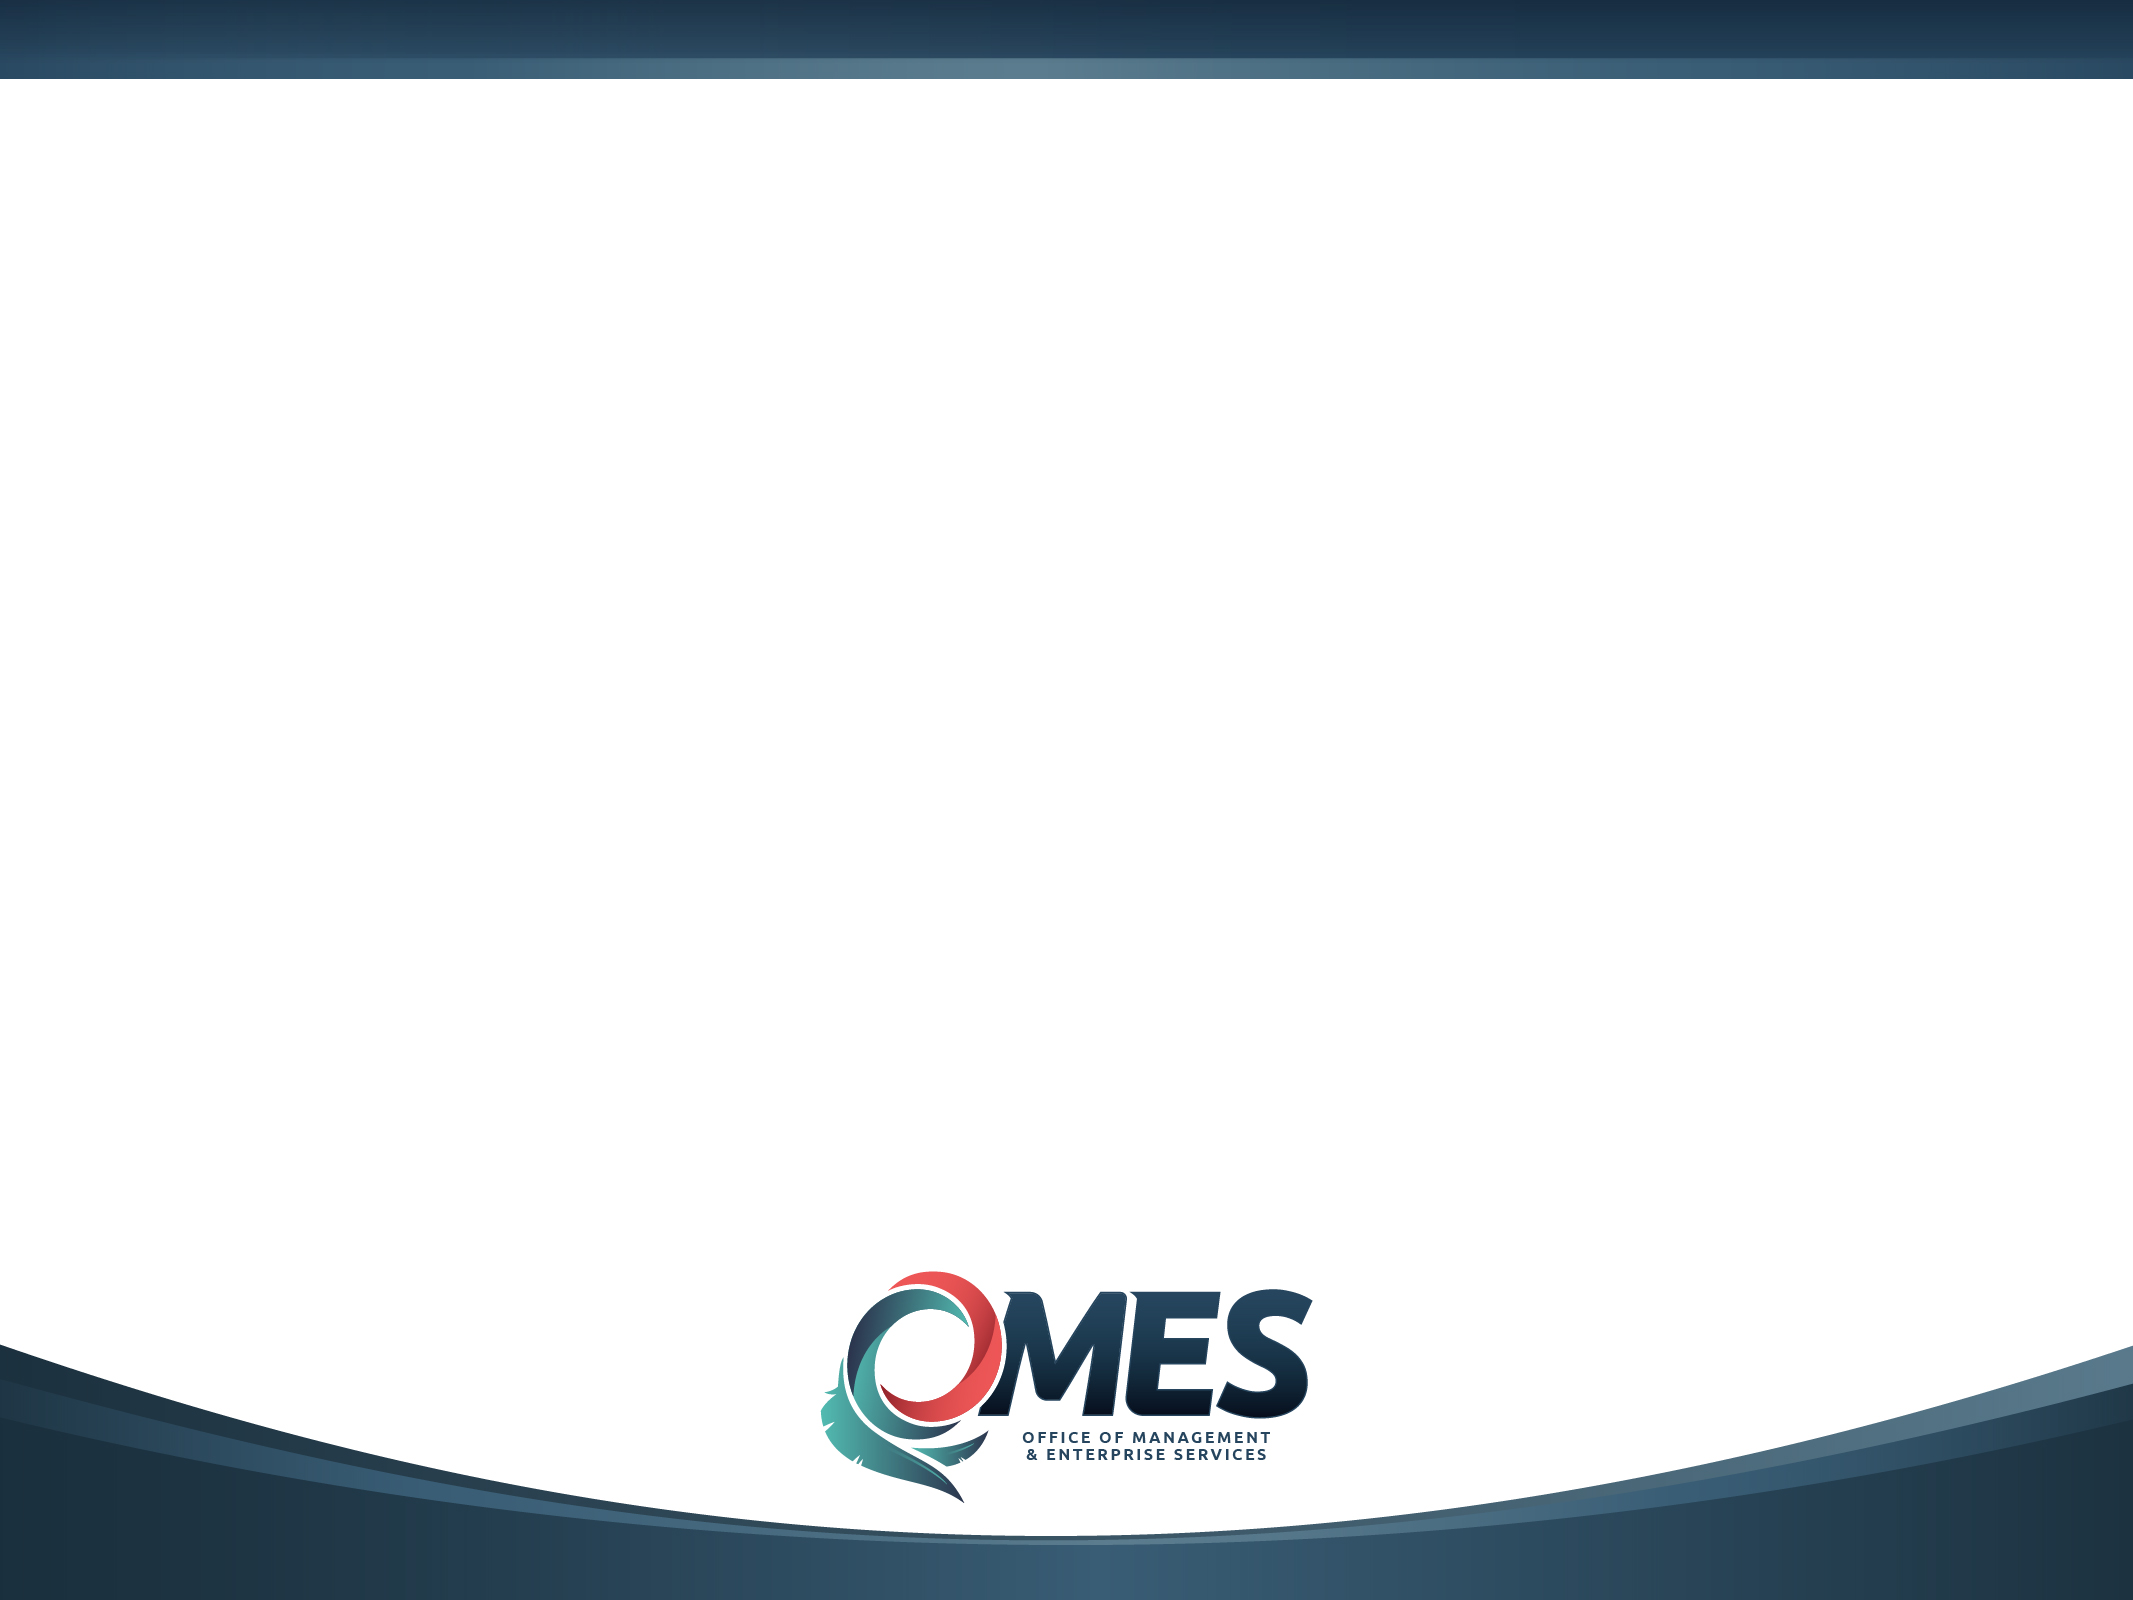 OMES
OFFICE OF MANAGEMENT
& ENTERPRISE SERVICES